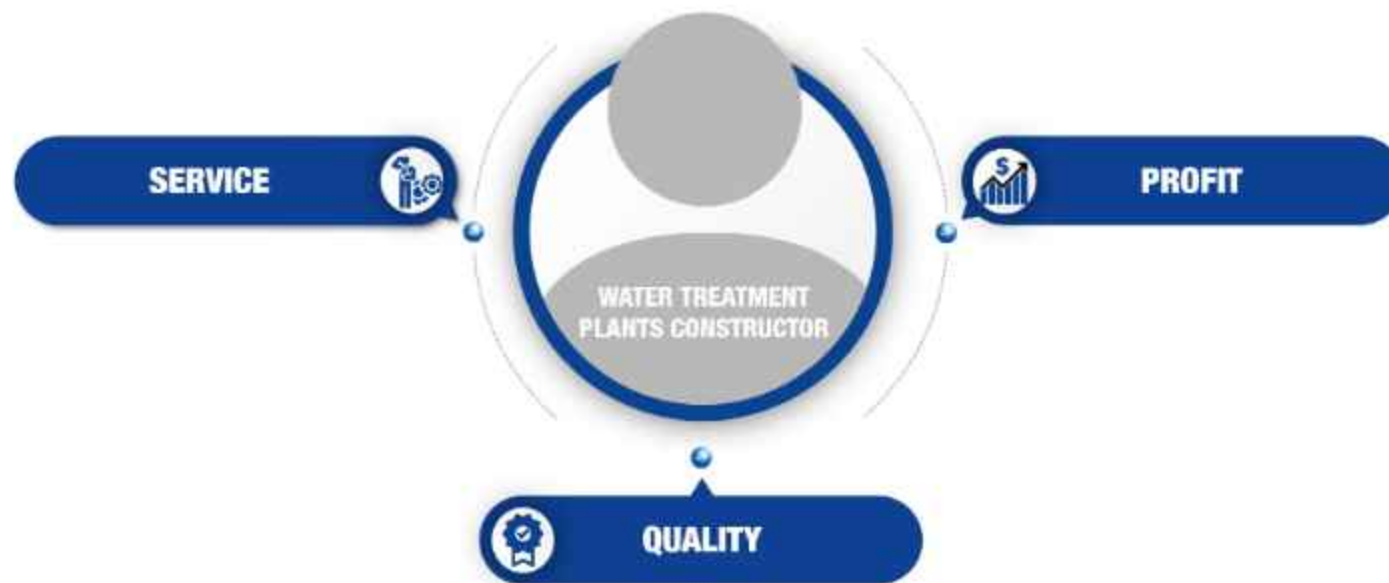 SERVICE
PROFIT
WATER TREATMENT
PLANTS CONSTRUCTOR
QUALITY